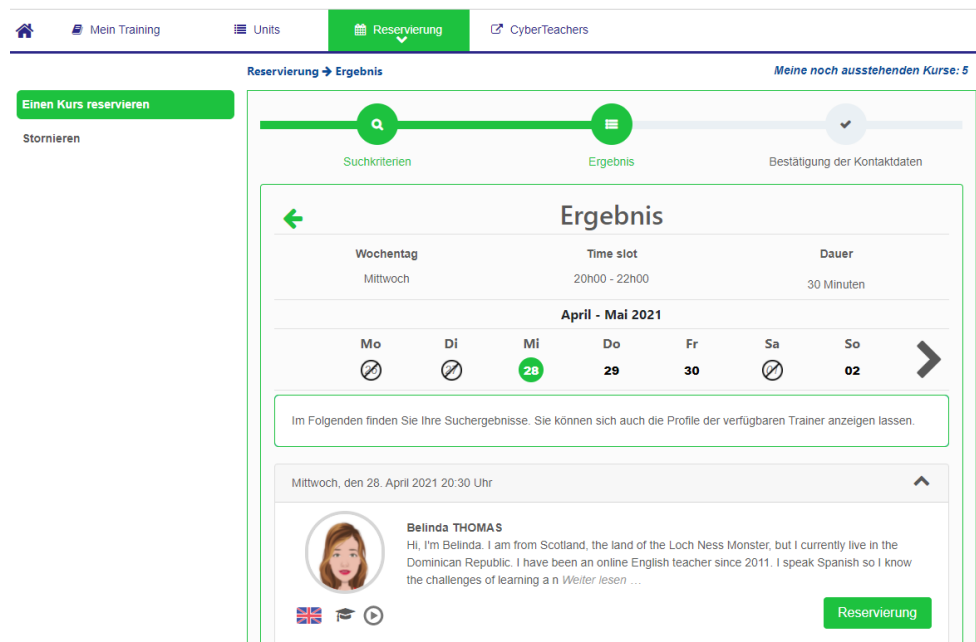 Mein Training Units Reservierung CyberTeachers
Reservierung → Ergebnis Meine noch ausstehenden Kurse: 5
Einen Kurs reservieren
Stornieren
Suchkriterien Ergebnis Bestätigung der Kontaktdaten
Ergebnis
Wochentag Time slot Dauer
Mittwoch 20h00 - 22h00 30 Minuten
April - Mai 2021
Mo Di Mi Do Fr Sa So
26 27 28 29 30 01 02
Im Folgenden finden Sie Ihre Suchergebnisse. Sie können sich auch die Profile der verfügbaren Trainer anzeigen lassen.
Mittwoch, den 28. April 2021 20:30 Uhr
Belinda THOMAS
Hi, I'm Belinda. I am from Scotland, the land of the Loch Ness Monster, but I currently live in the
Dominican Republic. I have been an online English teacher since 2011. I speak Spanish so I know
the challenges of learning a n Weiter lesen …
Reservierung